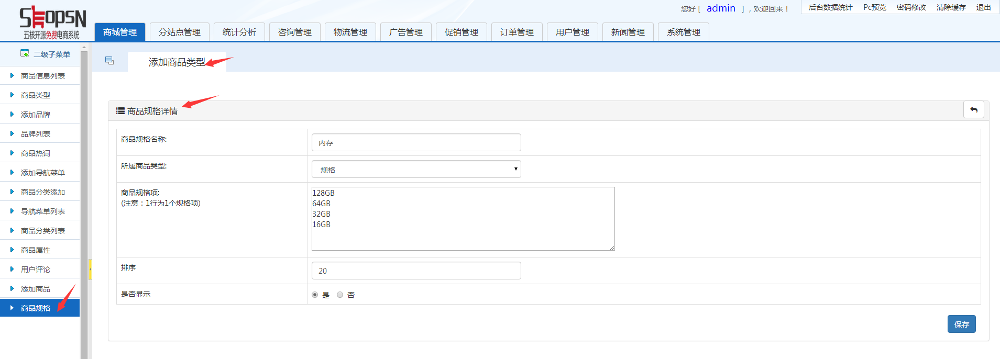 SHOPSN
五核开源免费电商系统
您好 [ admin ] ，欢迎回来！
后台数据统计 Pc预览 密码修改 清除缓存 退出
商城管理 分站点管理 统计分析 咨询管理 物流管理 广告管理 促销管理 订单管理 用户管理 新闻管理 系统管理
二级子菜单
商品信息列表
商品类型
添加品牌
品牌列表
商品热词
添加导航菜单
商品分类添加
导航菜单列表
商品分类列表
商品属性
用户评论
添加商品
商品规格
添加商品类型
商品规格详情
商品规格名称: 内存
所属商品类型: 规格
商品规格项:
(注意：1行为1个规格项)
128GB
64GB
32GB
16GB
排序 20
是否显示 是 否
保存